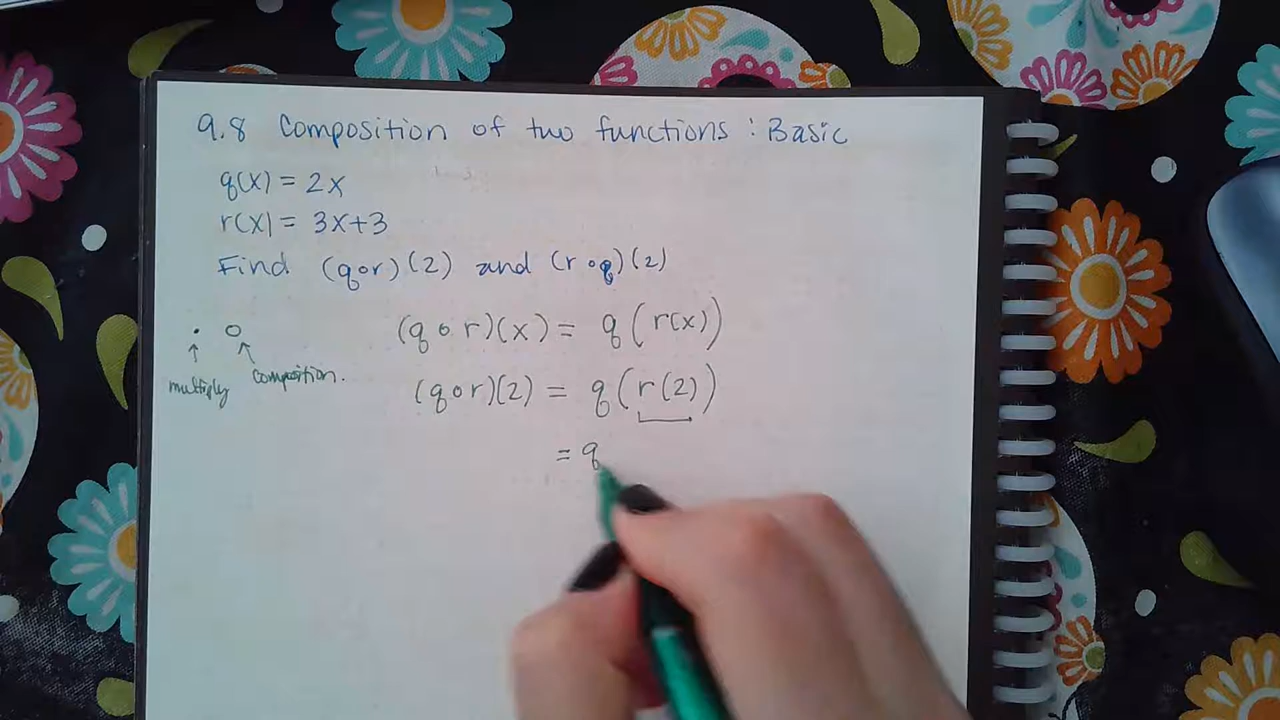 9.8 Composition of two functions : Basic
q(x) = 2x
r(x) = 3x+3
Find (q∘r)(2) and (r∘q)(2)
· ∘ (q ∘ r)(x) = q(r(x))
↑ ↖
multiply composition.
(q∘r)(2) = q(r(2))
= q